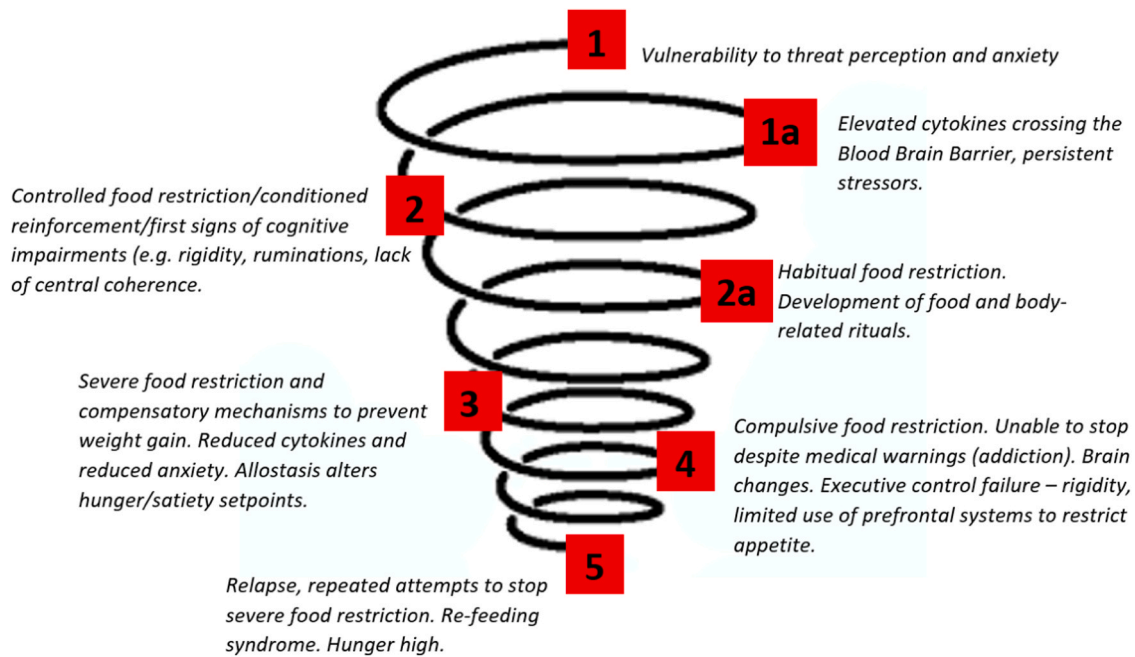 1
Vulnerability to threat perception and anxiety
1a
Elevated cytokines crossing the
Blood Brain Barrier, persistent
stressors.
2
Controlled food restriction/conditioned
reinforcement/first signs of cognitive
impairments (e.g. rigidity, ruminations, lack
of central coherence.
2a
Habitual food restriction.
Development of food and body-
related rituals.
3
Severe food restriction and
compensatory mechanisms to prevent
weight gain. Reduced cytokines and
reduced anxiety. Allostasis alters
hunger/satiety setpoints.
4
Compulsive food restriction. Unable to stop
despite medical warnings (addiction). Brain
changes. Executive control failure – rigidity,
limited use of prefrontal systems to restrict
appetite.
5
Relapse, repeated attempts to stop
severe food restriction. Re-feeding
syndrome. Hunger high.